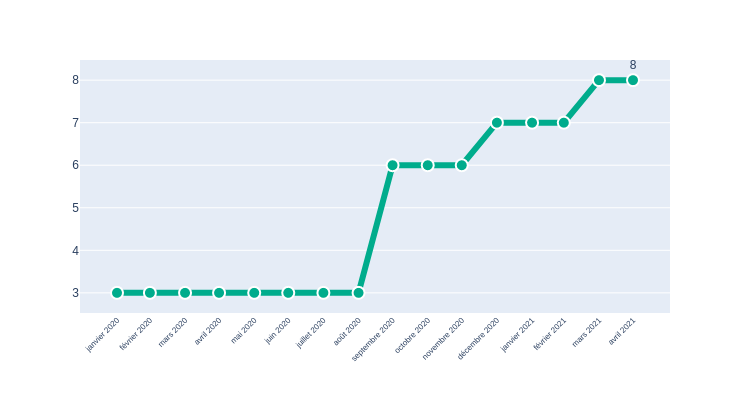 8
8
7
6
5
4
3
janvier 2020
février 2020
mars 2020
avril 2020
mai 2020
juin 2020
juillet 2020
août 2020
septembre 2020
octobre 2020
novembre 2020
décembre 2020
janvier 2021
février 2021
mars 2021
avril 2021